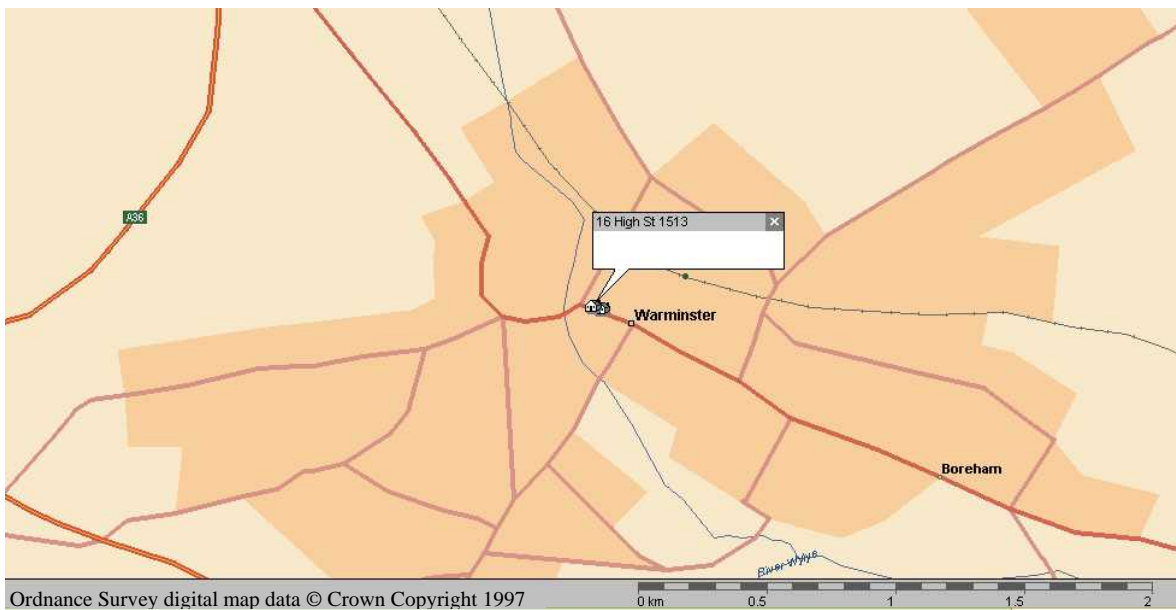 A36
16 High St 1513
Warminster
Boreham
River Wylye
Ordnance Survey digital map data © Crown Copyright 1997
0 km 0.5 1 1.5 2